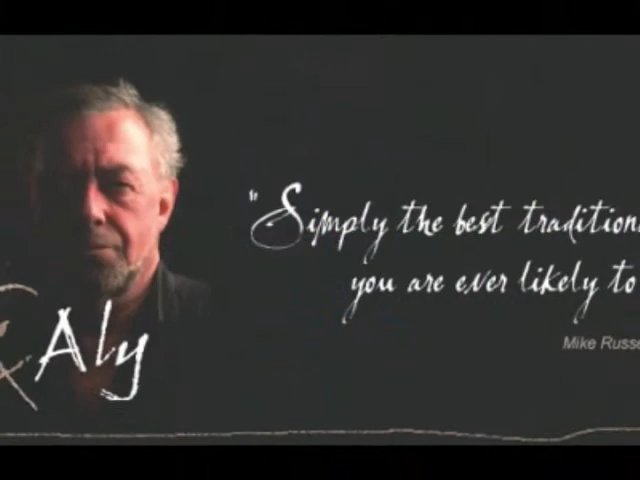 "Simply the best tradition
you are ever likely to
Mike Russe
& Aly